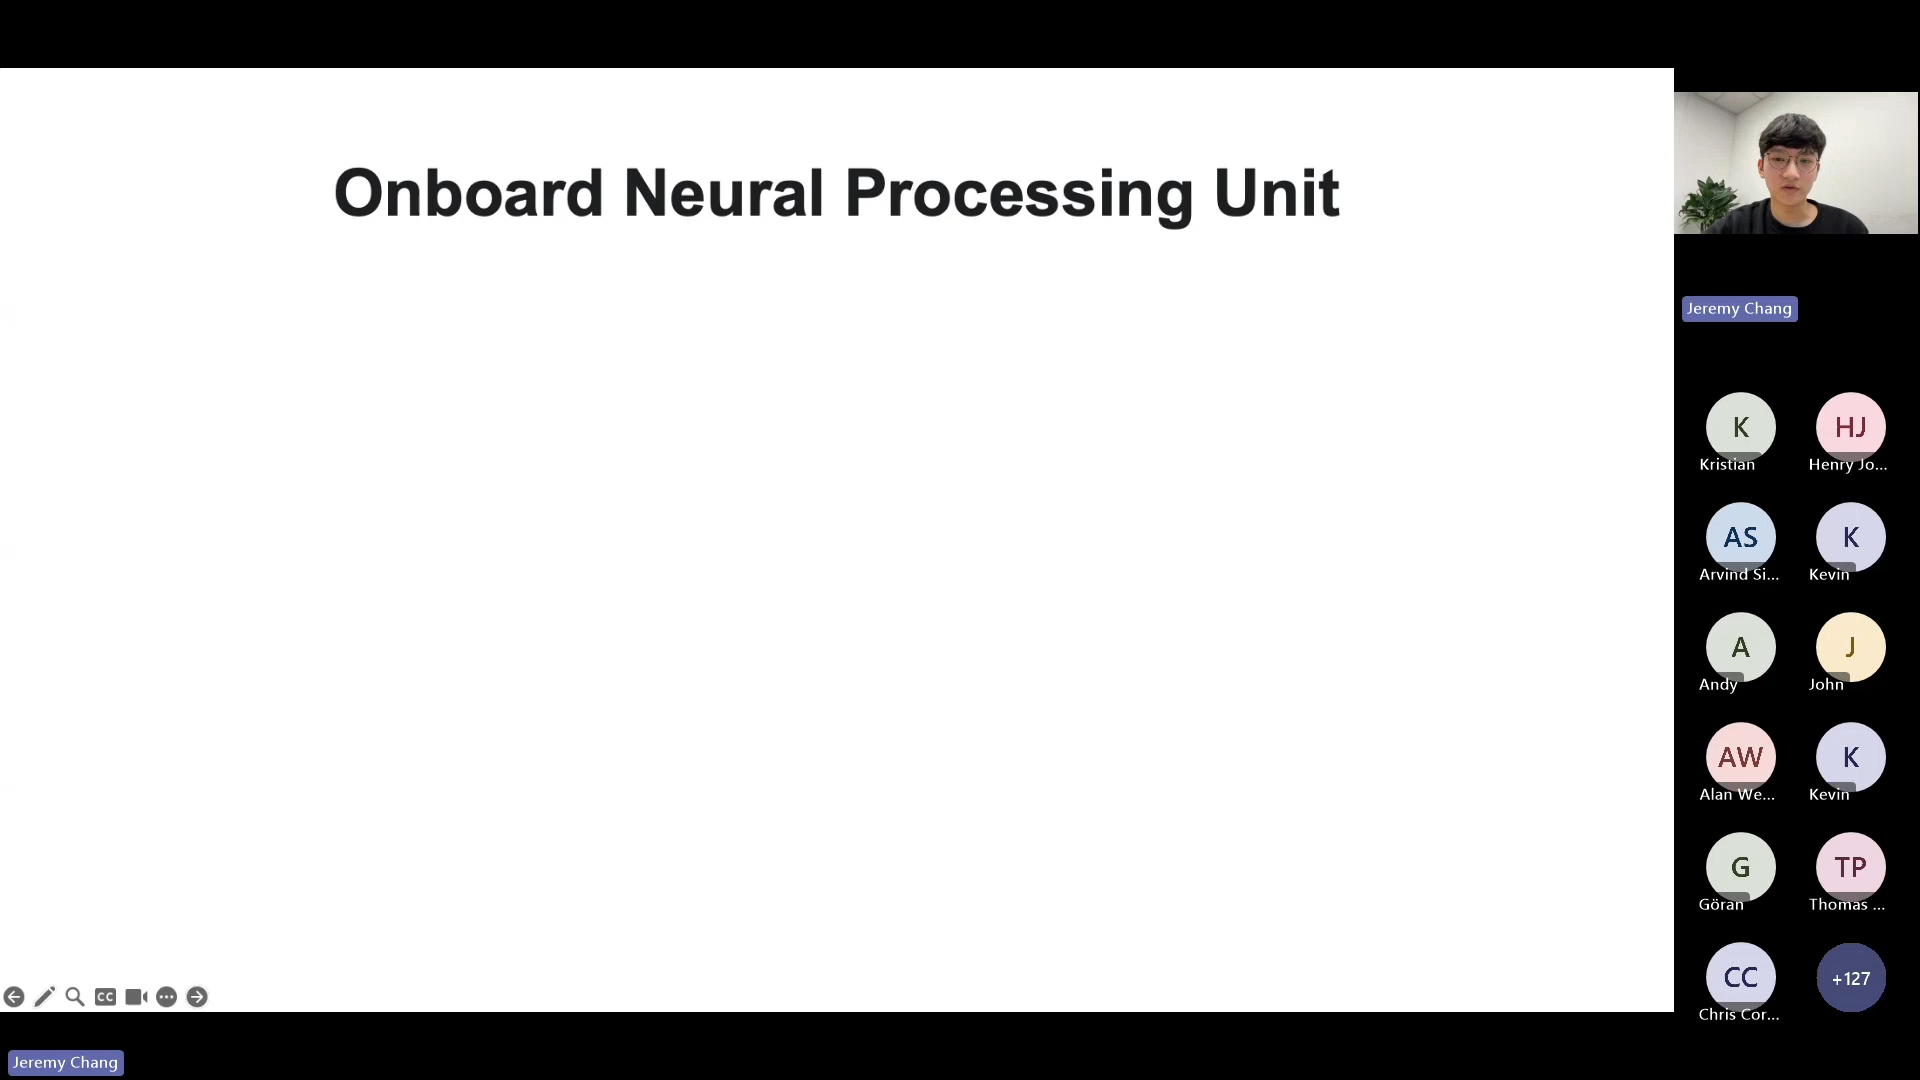 Onboard Neural Processing Unit
Jeremy Chang
K
HJ
Kristian
Henry Jo...
AS
K
Arvind Si...
Kevin
A
J
Andy
John
AW
K
Alan We...
Kevin
G
TP
Göran
Thomas ...
CC
+127
Chris Cor...
CC
Jeremy Chang